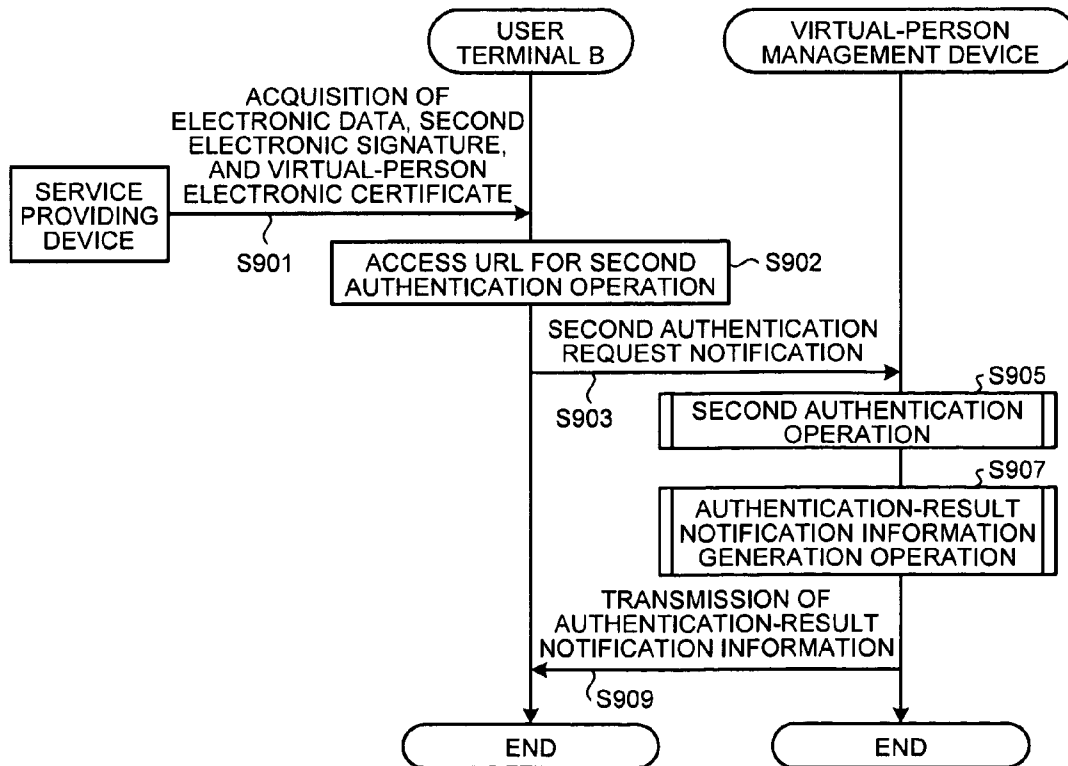 USER
TERMINAL B
VIRTUAL-PERSON
MANAGEMENT DEVICE
ACQUISITION OF
ELECTRONIC DATA, SECOND
ELECTRONIC SIGNATURE,
AND VIRTUAL-PERSON
ELECTRONIC CERTIFICATE
SERVICE
PROVIDING
DEVICE
S901
ACCESS URL FOR SECOND
AUTHENTICATION OPERATION
S902
SECOND AUTHENTICATION
REQUEST NOTIFICATION
S903
S905
SECOND AUTHENTICATION
OPERATION
S907
AUTHENTICATION-RESULT
NOTIFICATION INFORMATION
GENERATION OPERATION
TRANSMISSION OF
AUTHENTICATION-RESULT
NOTIFICATION INFORMATION
S909
END
END